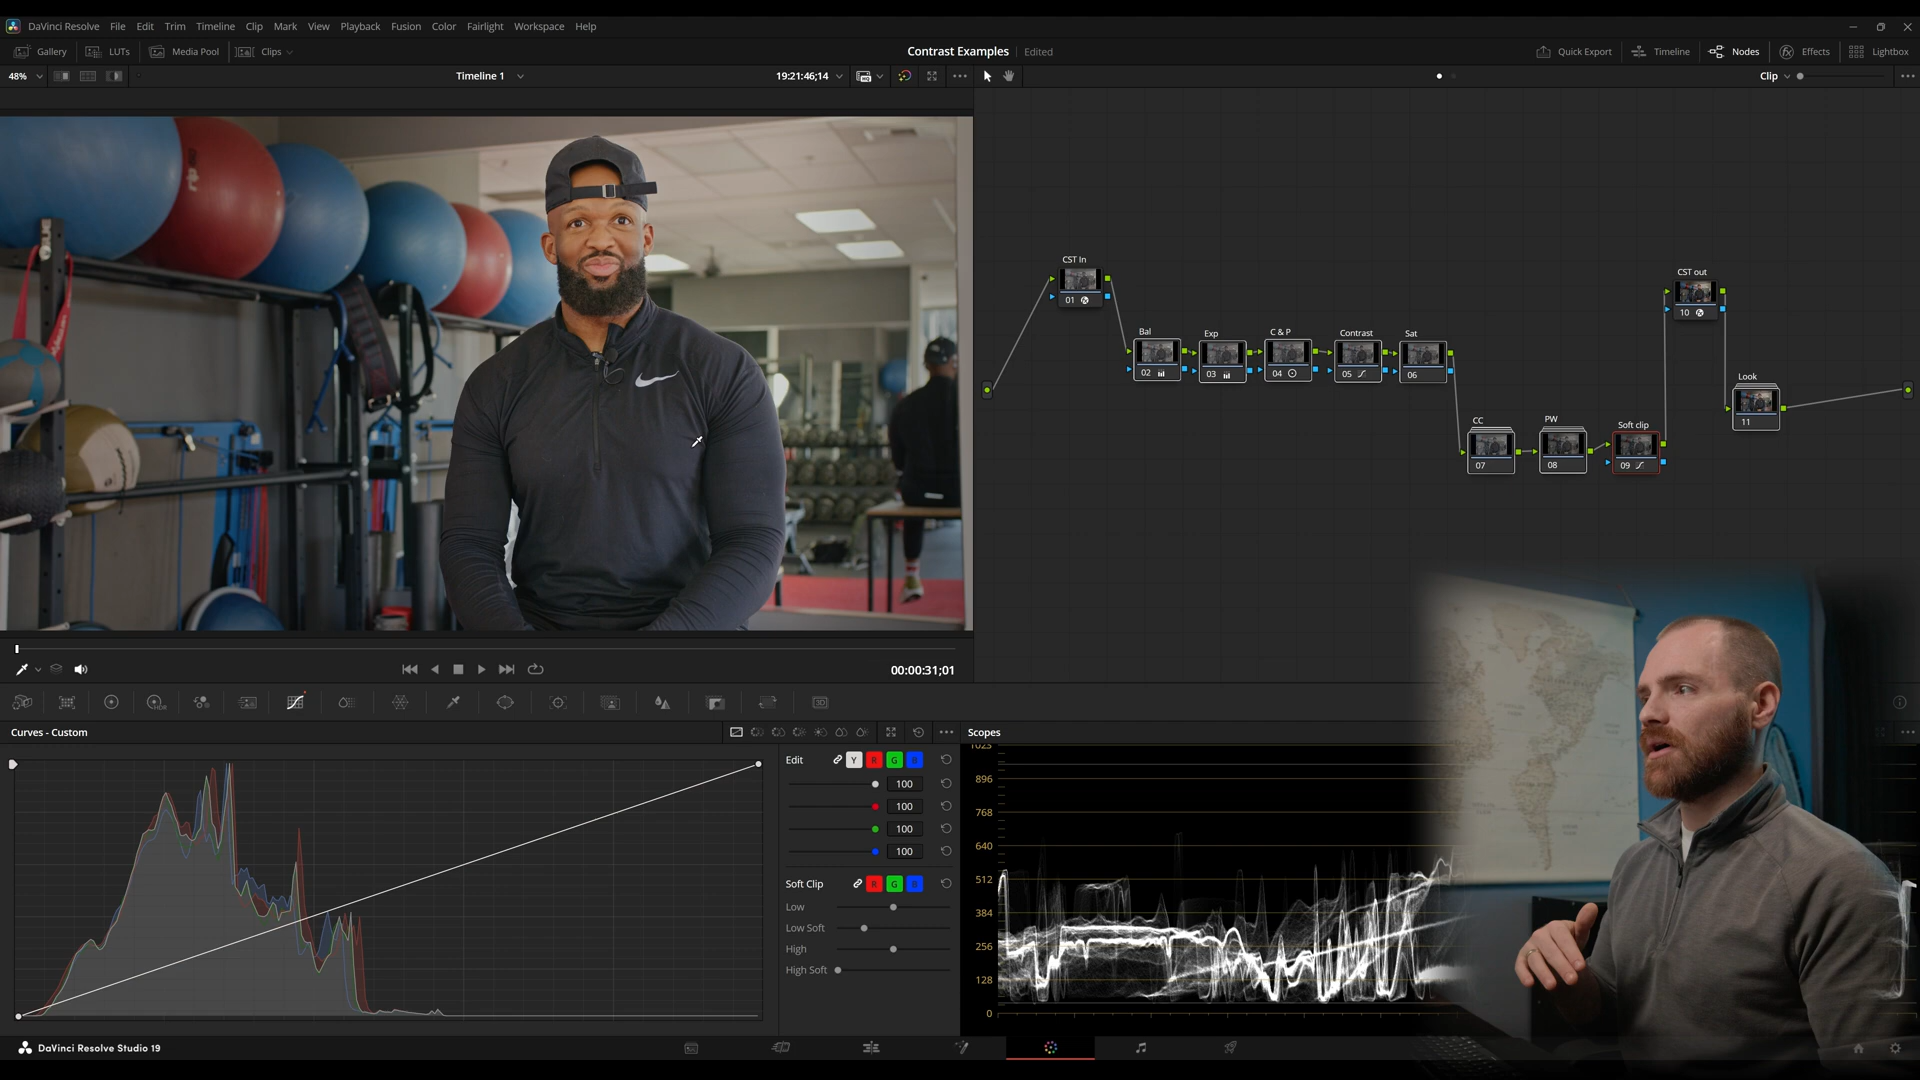 DaVinci Resolve File Edit Trim Timeline Clip Mark View Playback Fusion Color Fairlight Workspace Help
Gallery LUTs Media Pool Clips Contrast Examples Edited Quick Export Timeline Nodes Effects Lightbox
48% Timeline 1 19:21:46;14 Clip
CST In
01
Bal
02
Exp
03
C & P
04
Contrast
05
Sat
06
CC
07
PW
08
Soft clip
09
CST out
10
Look
11
00:00:31;01
HDR
3D
Curves - Custom
Edit Y R G B
100
100
100
100
Soft Clip R G B
Low
Low Soft
High
High Soft
Scopes
1023
896
768
640
512
384
256
128
0
DaVinci Resolve Studio 19